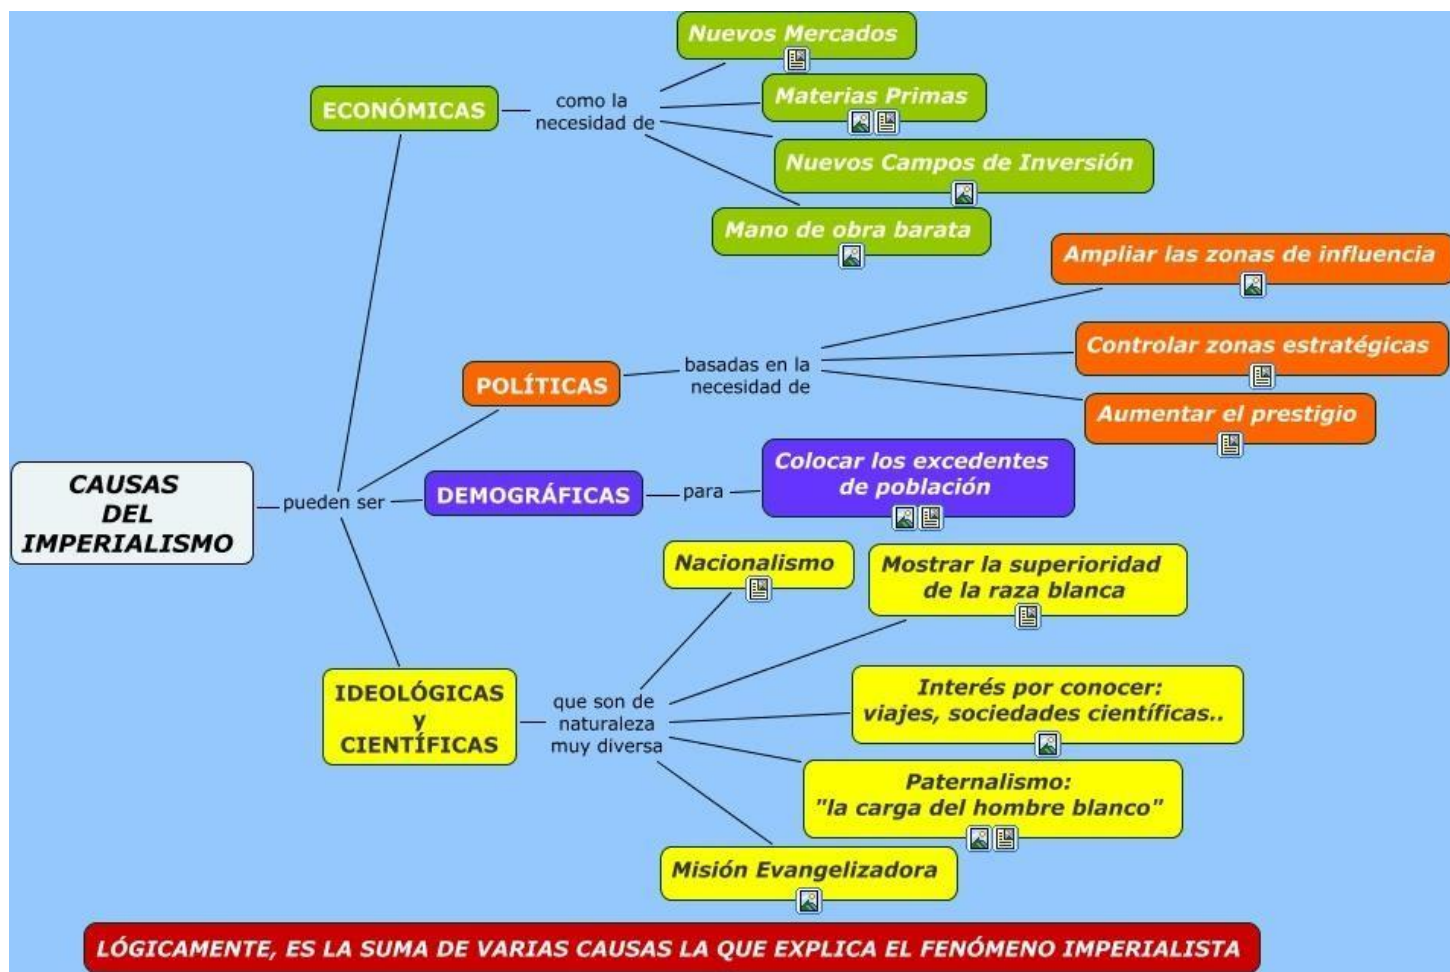 Nuevos Mercados
ECONÓMICAS
como la
necesidad de
Materias Primas
Nuevos Campos de Inversión
Mano de obra barata
Ampliar las zonas de influencia
POLÍTICAS
basadas en la
necesidad de
Controlar zonas estratégicas
Aumentar el prestigio
CAUSAS
DEL
IMPERIALISMO
pueden ser
DEMOGRÁFICAS
para
Colocar los excedentes
de población
Nacionalismo
Mostrar la superioridad
de la raza blanca
IDEOLÓGICAS
y
CIENTÍFICAS
que son de
naturaleza
muy diversa
Interés por conocer:
viajes, sociedades científicas..
Paternalismo:
"la carga del hombre blanco"
Misión Evangelizadora
LÓGICAMENTE, ES LA SUMA DE VARIAS CAUSAS LA QUE EXPLICA EL FENÓMENO IMPERIALISTA